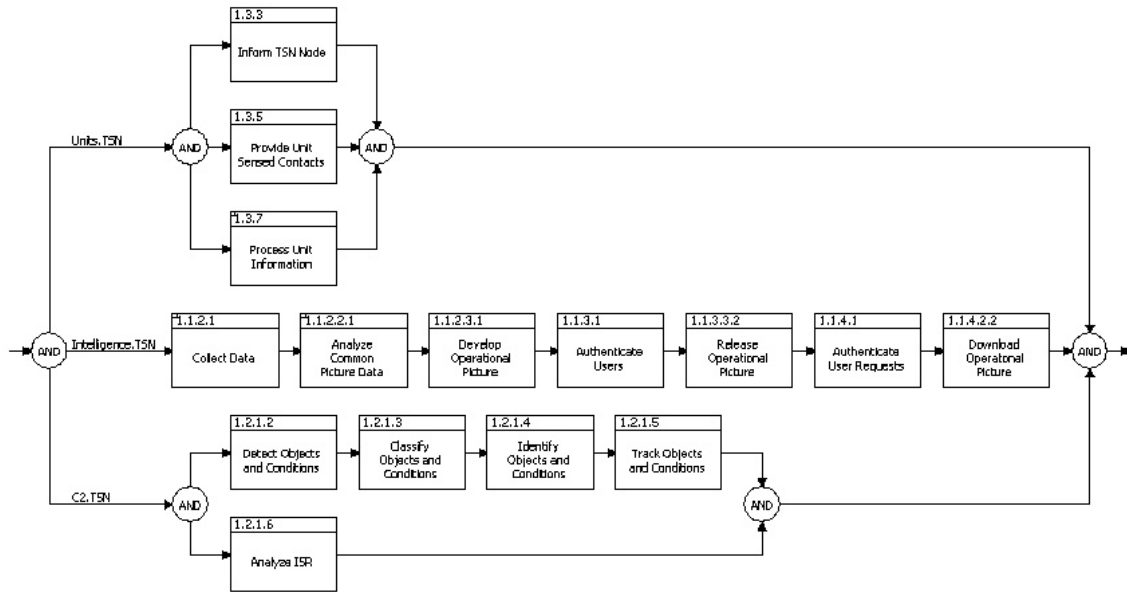 1.3.3
Inform TSN Node
1.3.5
Provide Unit
Sensed Contacts
1.3.7
Process Unit
Information
Units.TSN
AND
AND
AND
Intelligence.TSN
1.1.2.1
Collect Data
1.1.2.2.1
Analyze
Common
Picture Data
1.1.2.3.1
Develop
Operational
Picture
1.1.3.1
Authenticate
Users
1.1.3.3.2
Release
Operational
Picture
1.1.4.1
Authenticate
User Requests
1.1.4.2.2
Download
Operational
Picture
AND
C2.TSN
AND
1.2.1.2
Detect Objects
and Conditions
1.2.1.3
Classify
Objects and
Conditions
1.2.1.4
Identify
Objects and
Conditions
1.2.1.5
Track Objects
and Conditions
1.2.1.6
Analyze ISR
AND